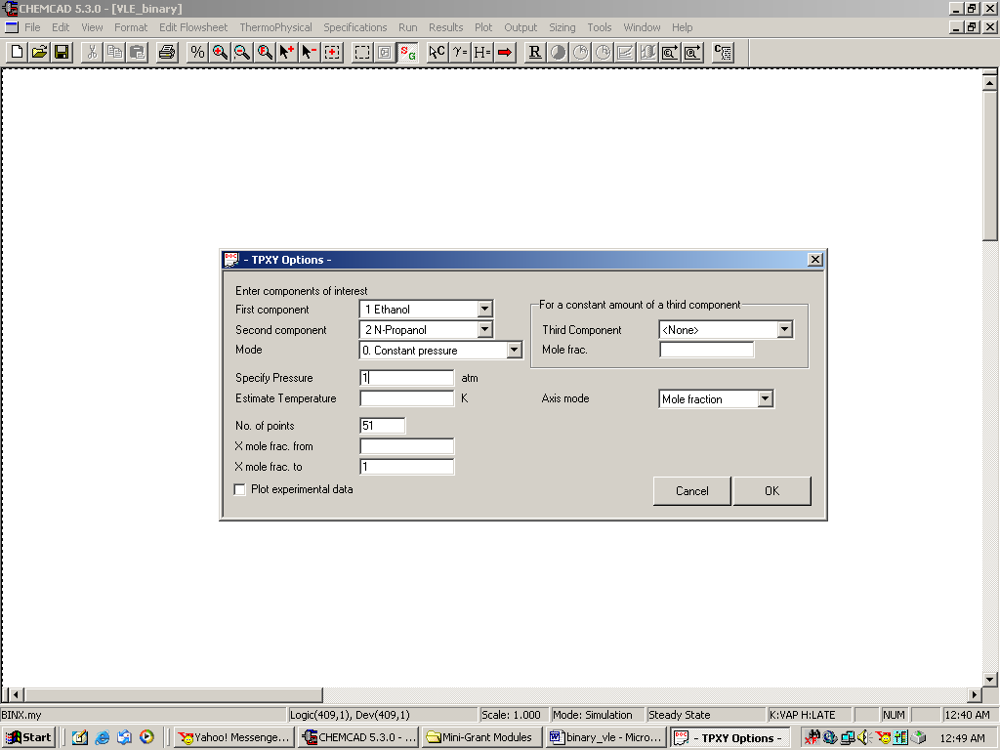 CHEMCAD 5.3.0 - [VLE_binary]
File Edit View Format Edit Flowsheet ThermoPhysical Specifications Run Results Plot Output Sizing Tools Window Help
% S G C γ= H= R C
- TPXY Options -
Enter components of interest
First component 1 Ethanol
Second component 2 N-Propanol
Mode 0. Constant pressure
For a constant amount of a third component
Third Component <None>
Mole frac.
Specify Pressure 1 atm
Estimate Temperature K
Axis mode Mole fraction
No. of points 51
X mole frac. from
X mole frac. to 1
Plot experimental data
Cancel OK
BINX.my Logic(409,1), Dev(409,1) Scale: 1.000 Mode: Simulation Steady State K:VAP H:LATE NUM 12:40 AM
Start Yahoo! Messenge... CHEMCAD 5.3.0 - ... Mini-Grant Modules binary_vle - Micro... - TPXY Options - 12:49 AM